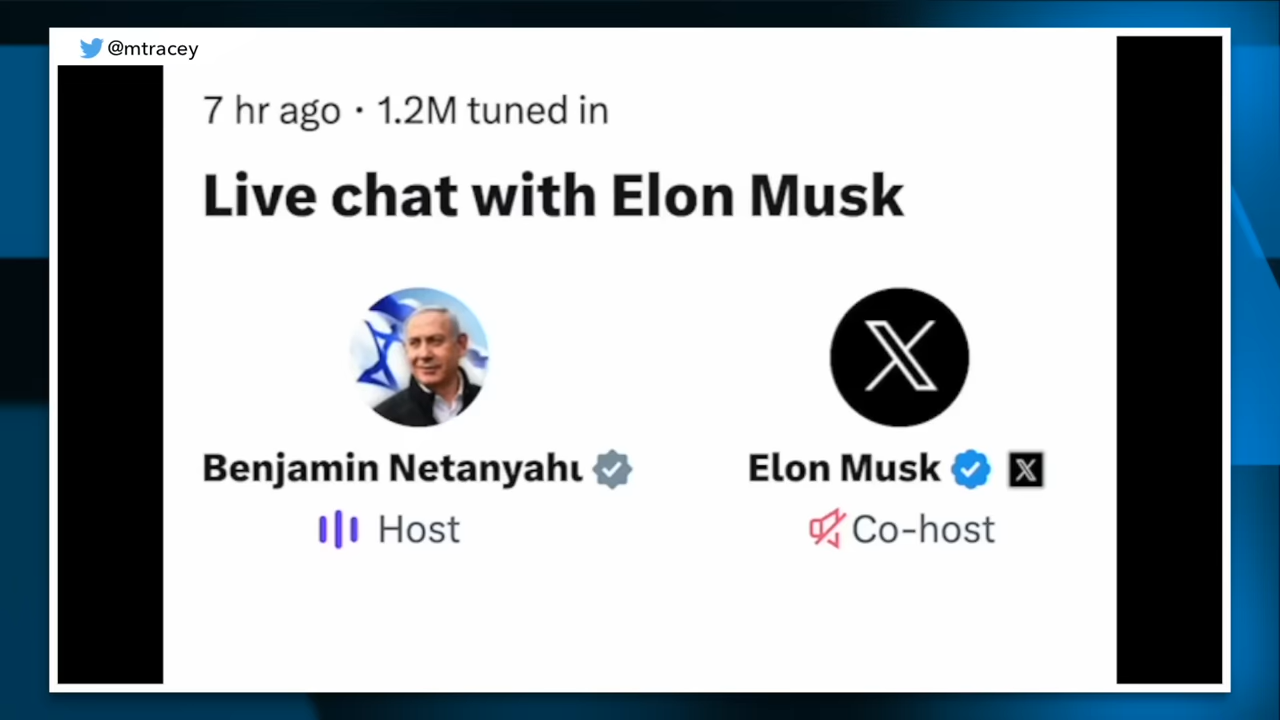 @mtracey
7 hr ago · 1.2M tuned in
Live chat with Elon Musk
Benjamin Netanyahu
Elon Musk
Host
Co-host